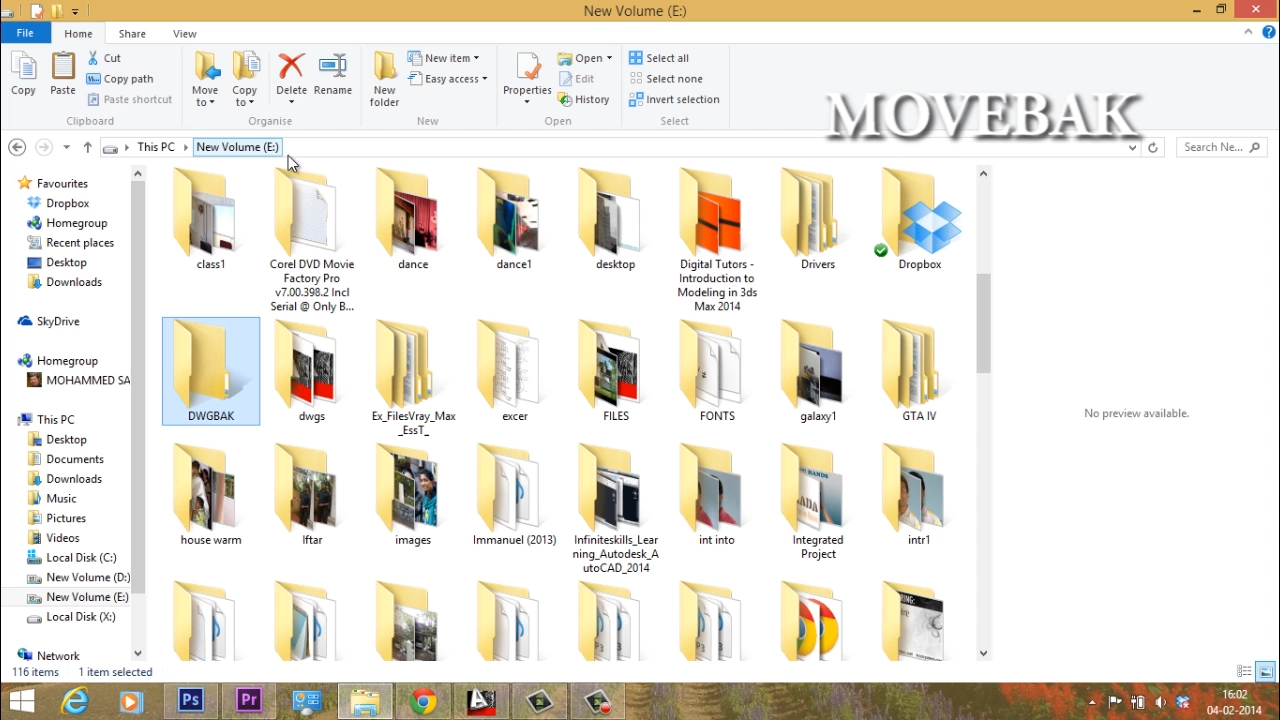 New Volume (E:)
File
Home
Share
View
Copy
Paste
Cut
Copy path
Paste shortcut
Clipboard
Move to
Copy to
Delete
Rename
Organise
New folder
New item
Easy access
New
Properties
Open
Edit
History
Open
Select all
Select none
Invert selection
Select
MOVEBAK
This PC
New Volume (E:)
Search Ne...
Favourites
Dropbox
Homegroup
Recent places
Desktop
Downloads
SkyDrive
Homegroup
MOHAMMED SA
This PC
Desktop
Documents
Downloads
Music
Pictures
Videos
Local Disk (C:)
New Volume (D:)
New Volume (E:)
Local Disk (X:)
Network
class1
Corel DVD Movie
Factory Pro
v7.00.398.2 Incl
Serial @ Only B...
dance
dance1
desktop
Digital Tutors -
Introduction to
Modeling in 3ds
Max 2014
Drivers
Dropbox
DWGBAK
dwgs
Ex_FilesVray_Max
_EssT_
excer
FILES
FONTS
galaxy1
GTA IV
house warm
Iftar
images
Immanuel (2013)
Infiniteskills_Lear
ning_Autodesk_A
utoCAD_2014
int into
Integrated
Project
intr1
No preview available.
116 items
1 item selected
Ps
Pr
16:02
04-02-2014